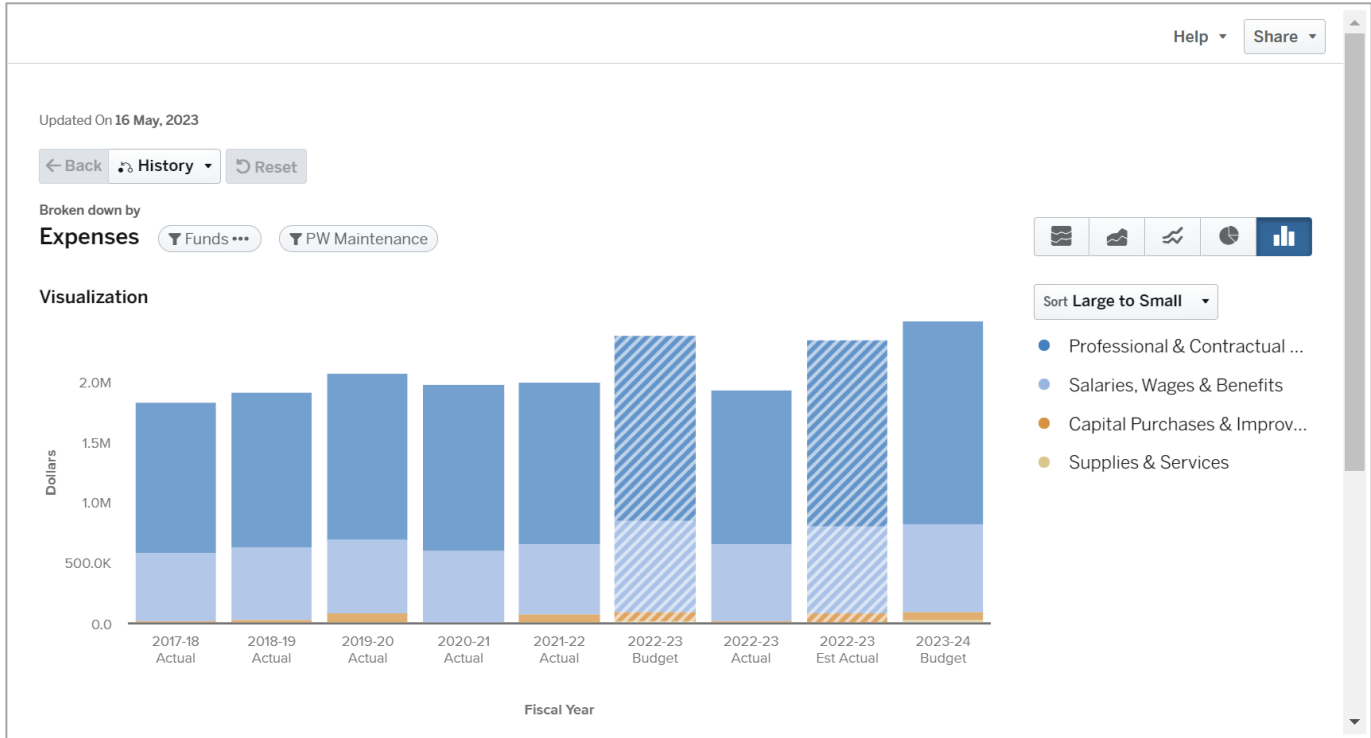 Help
Share
Updated On 16 May, 2023
Back
History
Reset
Broken down by
Expenses
Funds •••
PW Maintenance
Visualization
Sort Large to Small
Professional & Contractual ...
Salaries, Wages & Benefits
Capital Purchases & Improv...
Supplies & Services
Dollars
2.0M
1.5M
1.0M
500.0K
0.0
2017-18
Actual
2018-19
Actual
2019-20
Actual
2020-21
Actual
2021-22
Actual
2022-23
Budget
2022-23
Actual
2022-23
Est Actual
2023-24
Budget
Fiscal Year